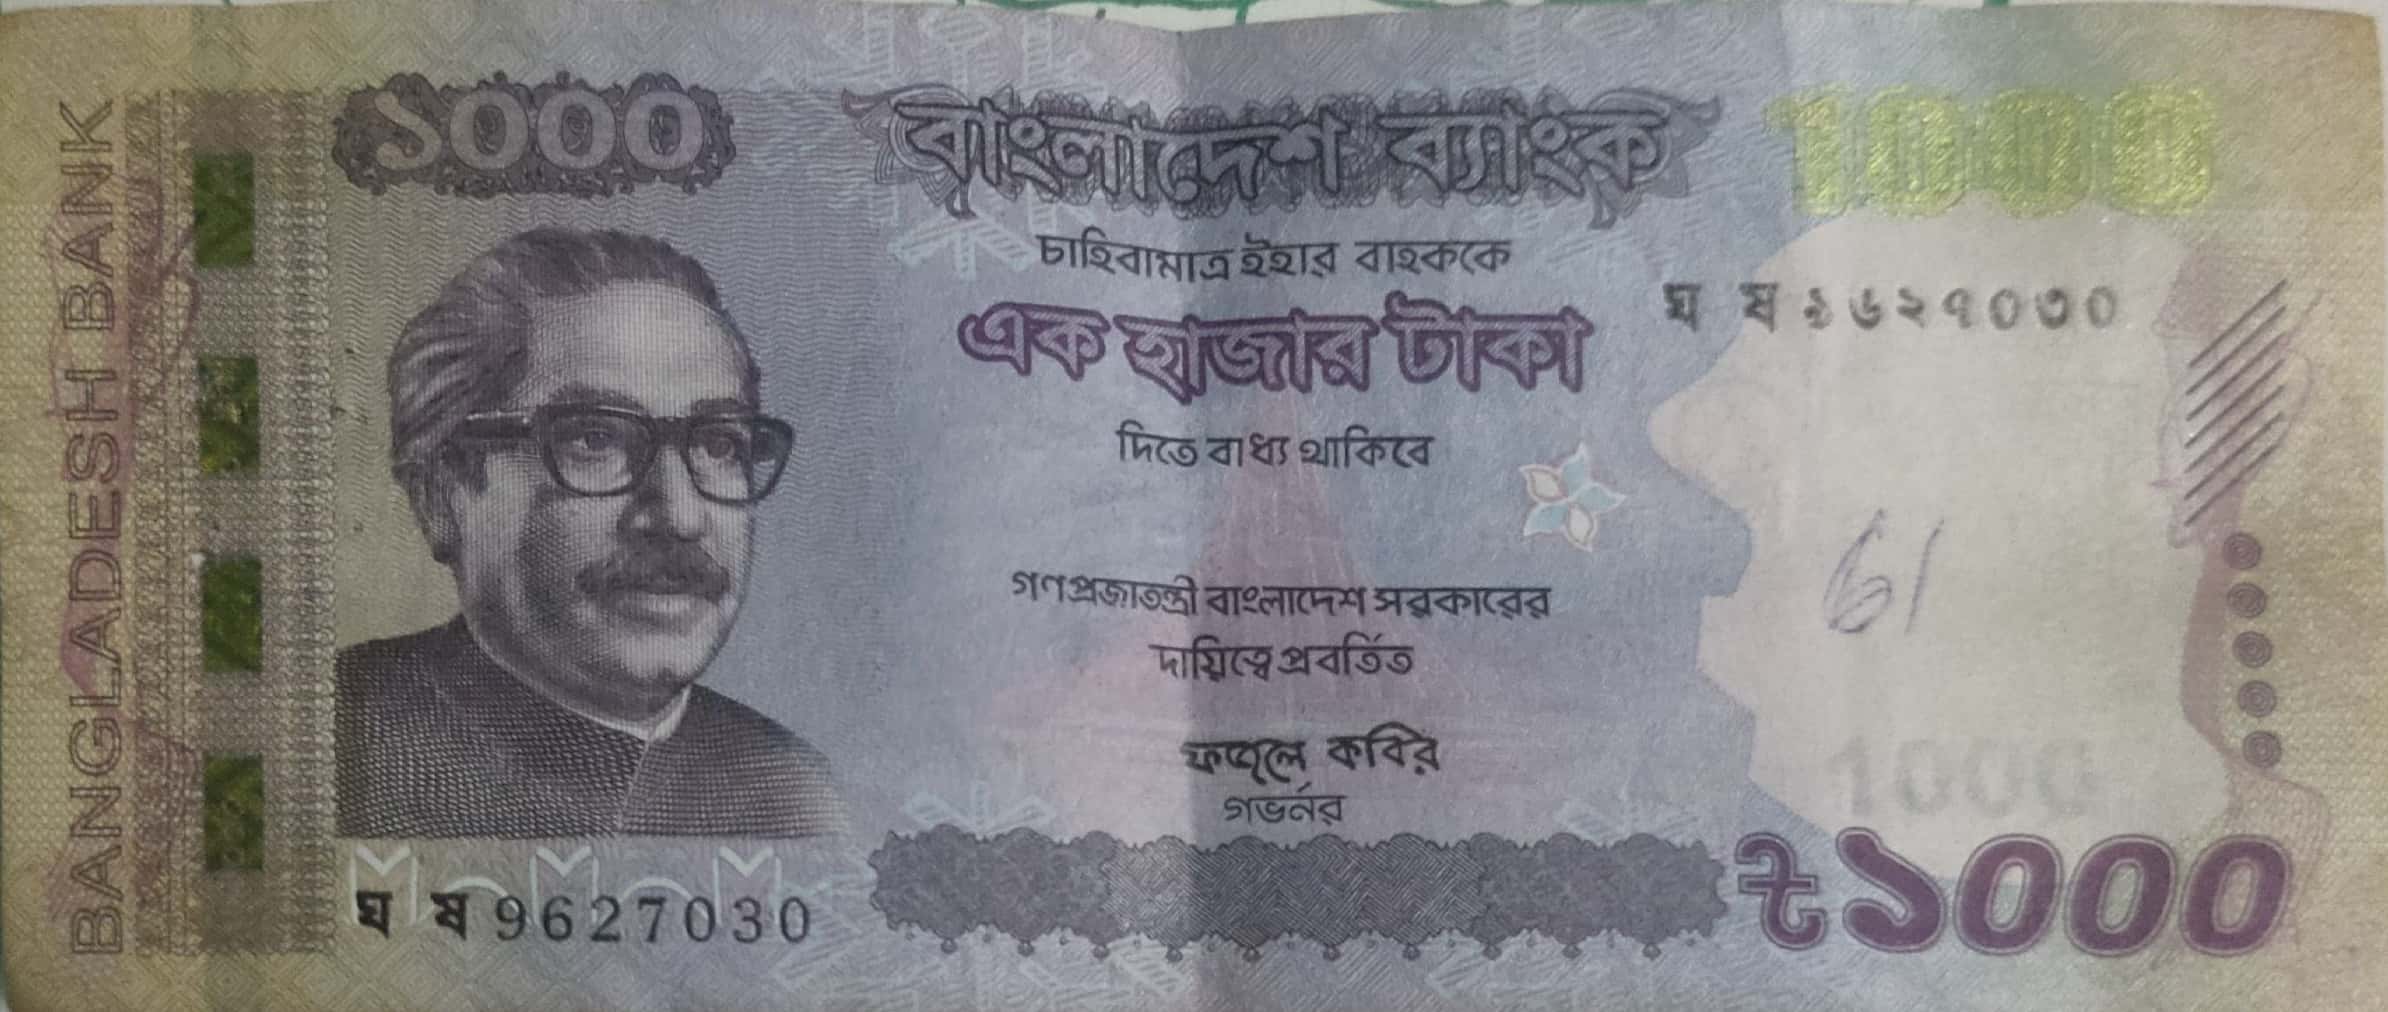 BANGLADESH BANK
১০০০
বাংলাদেশ ব্যাংক
1000
চাহিবামাত্র ইহার বাহককে
ঘ ষ ৯৬২৭০৩০
এক হাজার টাকা
দিতে বাধ্য থাকিবে
গণপ্রজাতন্ত্রী বাংলাদেশ সরকারের
দায়িত্বে প্রবর্তিত
ফজলে কবির
গভর্নর
1000
ঘ ষ 9627030
৳১০০০